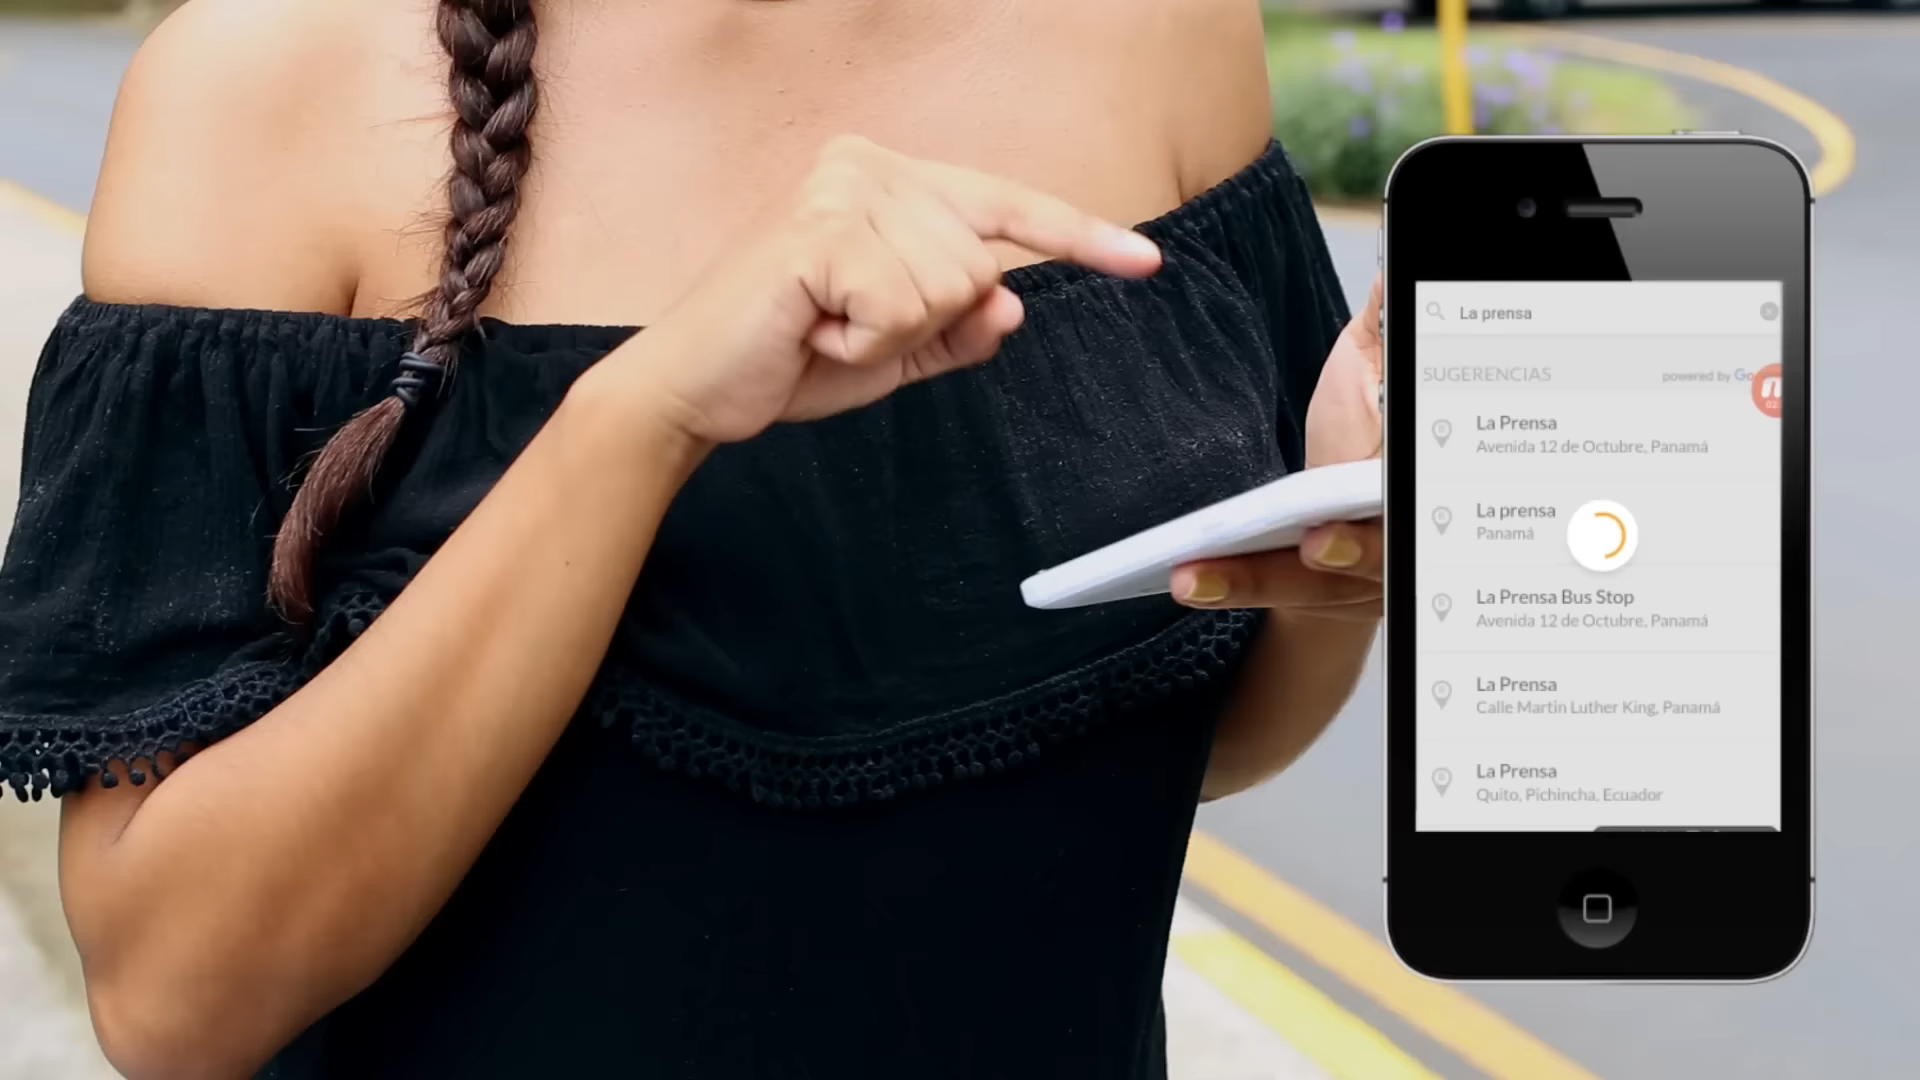 La prensa
SUGERENCIAS
powered by Go
02:
La Prensa
Avenida 12 de Octubre, Panamá
La prensa
Panamá
La Prensa Bus Stop
Avenida 12 de Octubre, Panamá
La Prensa
Calle Martin Luther King, Panamá
La Prensa
Quito, Pichincha, Ecuador